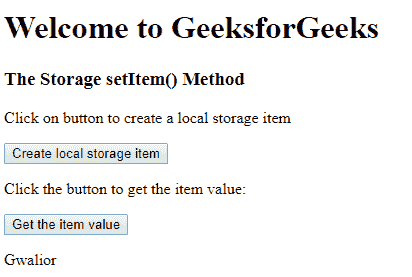 Welcome to GeeksforGeeks
The Storage setItem() Method
Click on button to create a local storage item
Create local storage item
Click the button to get the item value:
Get the item value
Gwalior